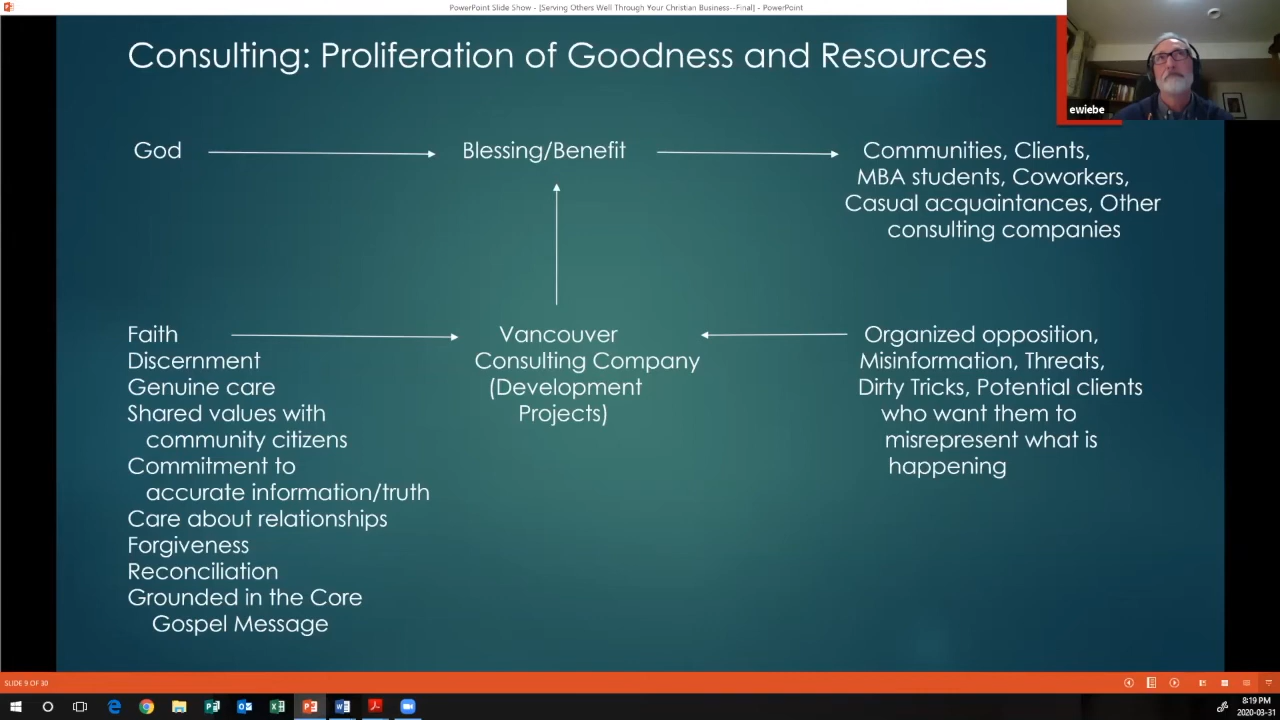 PowerPoint Slide Show - [Serving Others Well Through Your Christian Business--Final] - PowerPoint
ewiebe
Consulting: Proliferation of Goodness and Resources
God
Blessing/Benefit
Communities, Clients,
MBA students, Coworkers,
Casual acquaintances, Other
consulting companies
Faith
Discernment
Genuine care
Shared values with
community citizens
Commitment to
accurate information/truth
Care about relationships
Forgiveness
Reconciliation
Grounded in the Core
Gospel Message
Vancouver
Consulting Company
(Development
Projects)
Organized opposition,
Misinformation, Threats,
Dirty Tricks, Potential clients
who want them to
misrepresent what is
happening
SLIDE 9 OF 30
8:19 PM
2020-03-31